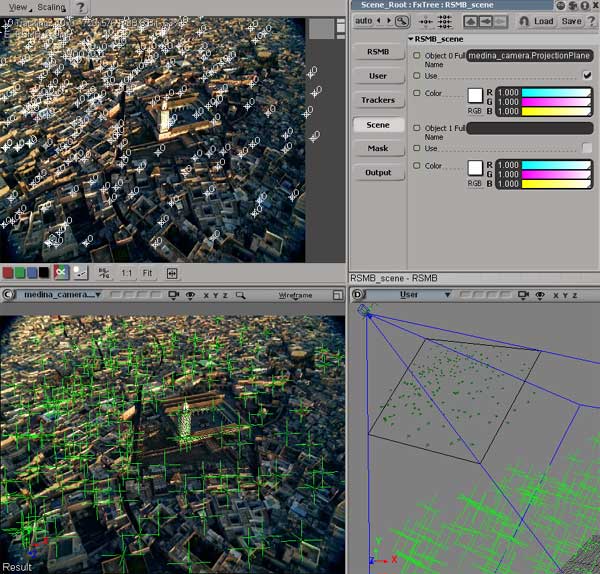 View Scaling ?
Scene_Root : FxTree : RSMB_scene
auto Load Save ?
RSMB_scene
RSMB
User
Trackers
Scene
Mask
Output
Object 0 Full Name
medina_camera.ProjectionPlane
Use
Color
R 1.000
G 1.000
B 1.000
RGB
Object 1 Full Name
Use
Color
R 1.000
G 1.000
B 1.000
RGB
1:1 Fit
RSMB_scene - RSMB
C medina_camera... X Y Z Wireframe
D User X Y Z
Result
X
Y
Z
X